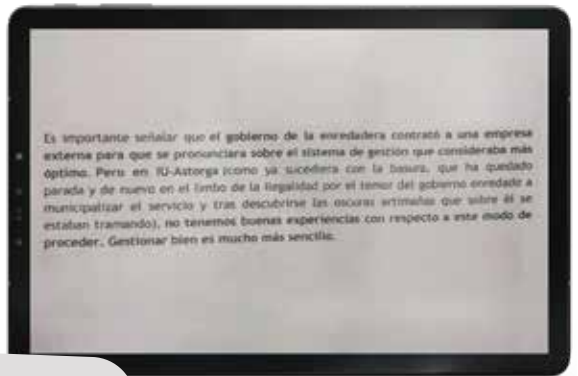 Es importante señalar que el gobierno de la enredadera contrató a una empresa
externa para que se pronunciara sobre el sistema de gestión que consideraba más
óptimo. Pero en IU-Astorga (como ya sucediera con la basura, que ha quedado
parada y de nuevo en el limbo de la ilegalidad por el temor del gobierno enredado a
municipalizar el servicio y tras descubrirse las oscuras artimañas que sobre él se
estaban tramando), no tenemos buenas experiencias con respecto a este modo de
proceder. Gestionar bien es mucho más sencillo.